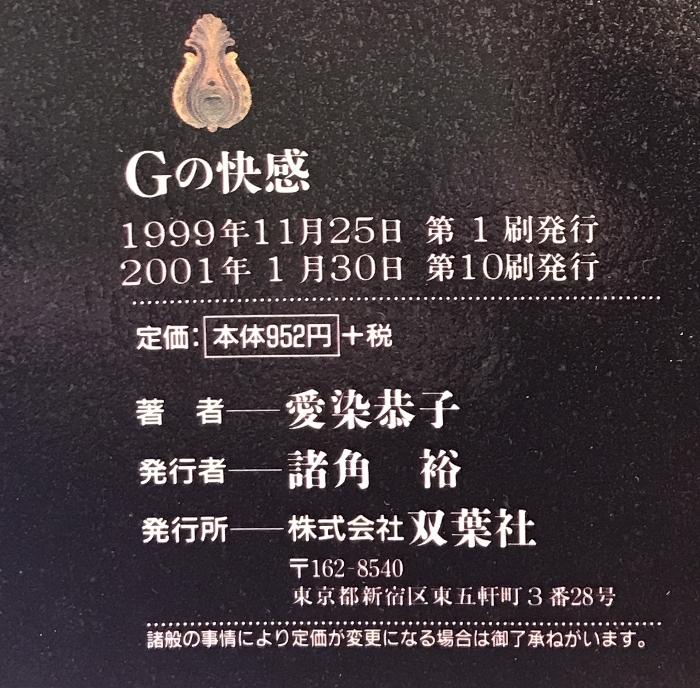 Gの快感
1999年11月25日 第 1 刷発行
2001年 1 月30日 第10刷発行
定価: 本体952円+税
著 者──愛染恭子
発行者──諸角 裕
発行所──株式会社双葉社
〒162-8540
東京都新宿区東五軒町3番28号
諸般の事情により定価が変更になる場合は御了承ねがいます。